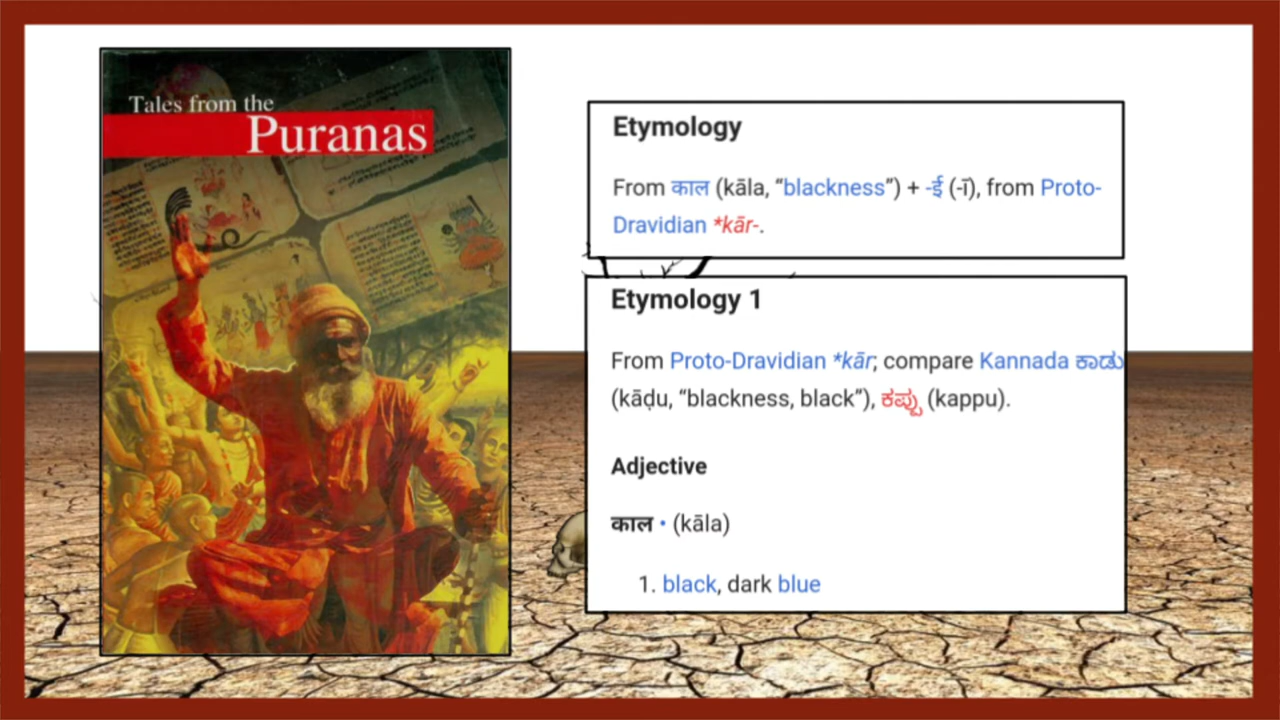 Tales from the
Puranas
Etymology
From काल (kāla, “blackness”) + -ई (-ī), from Proto-
Dravidian *kār-.
Etymology 1
From Proto-Dravidian *kār; compare Kannada ಕಾಡು
(kāḍu, “blackness, black”), ಕಪ್ಪು (kappu).
Adjective
काल • (kāla)
1. black, dark blue